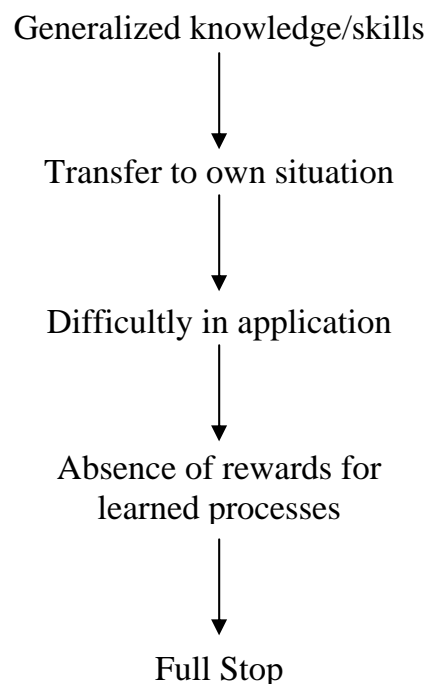 Generalized knowledge/skills
Transfer to own situation
Difficultly in application
Absence of rewards for
learned processes
Full Stop